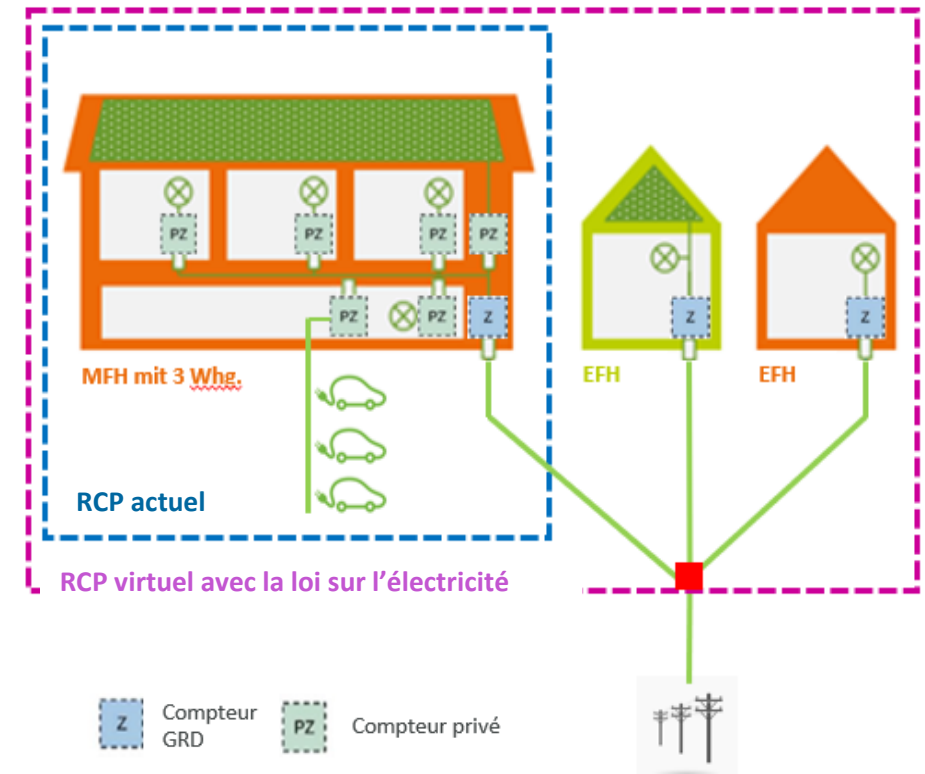 PZ
PZ
PZ
PZ
PZ
PZ
Z
Z
Z
MFH mit 3 Whg.
EFH
EFH
RCP actuel
RCP virtuel avec la loi sur l’électricité
Z
Compteur
GRD
PZ
Compteur privé